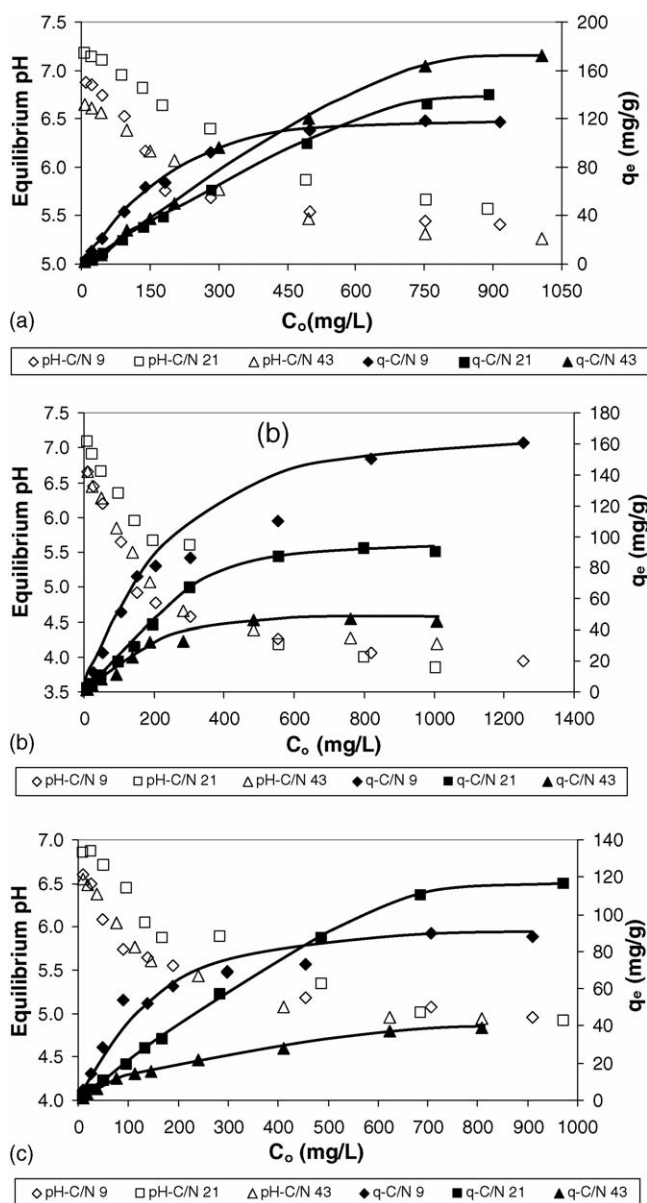 7.5
7.0
6.5
6.0
5.5
5.0
Equilibrium pH
200
160
120
80
40
0
qe (mg/g)
0 150 300 450 600 750 900 1050
(a)
Co(mg/L)
pH-C/N 9 pH-C/N 21 pH-C/N 43 q-C/N 9 q-C/N 21 q-C/N 43
(b)
7.5
7.0
6.5
6.0
5.5
5.0
4.5
4.0
3.5
Equilibrium pH
180
160
140
120
100
80
60
40
20
0
qe (mg/g)
0 200 400 600 800 1000 1200 1400
(b)
Co (mg/L)
pH-C/N 9 pH-C/N 21 pH-C/N 43 q-C/N 9 q-C/N 21 q-C/N 43
7.0
6.5
6.0
5.5
5.0
4.5
4.0
Equilibrium pH
140
120
100
80
60
40
20
0
qe (mg/g)
0 100 200 300 400 500 600 700 800 900 1000
(c)
Co (mg/L)
pH-C/N 9 pH-C/N 21 pH-C/N 43 q-C/N 9 q-C/N 21 q-C/N 43